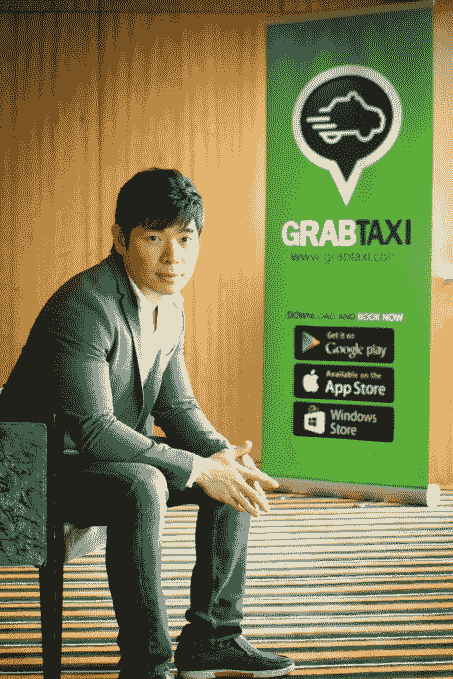 GRABTAXI
www.grabtaxi.com
DOWNLOAD AND BOOK NOW
Get it on
Google play
Available on the
App Store
Windows
Store